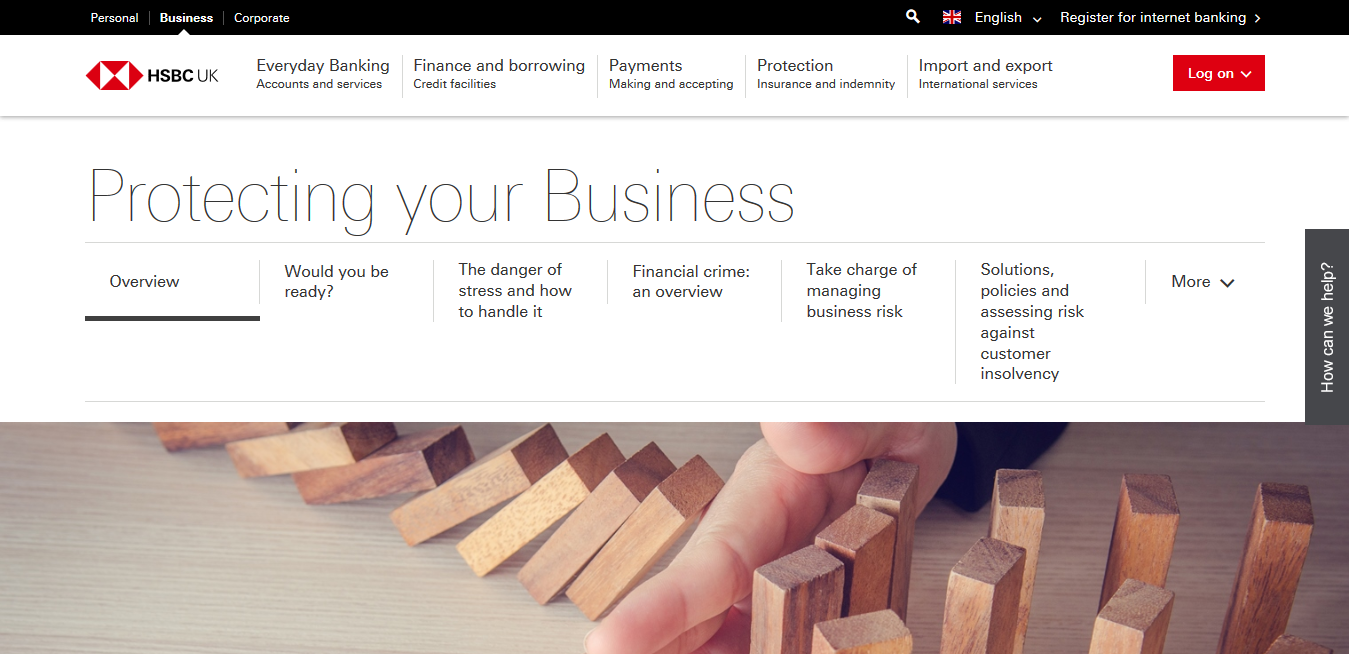 Personal
Business
Corporate
English
Register for internet banking
HSBC UK
Everyday Banking
Accounts and services
Finance and borrowing
Credit facilities
Payments
Making and accepting
Protection
Insurance and indemnity
Import and export
International services
Log on
Protecting your Business
Overview
Would you be
ready?
The danger of
stress and how
to handle it
Financial crime:
an overview
Take charge of
managing
business risk
Solutions,
policies and
assessing risk
against
customer
insolvency
More
How can we help?